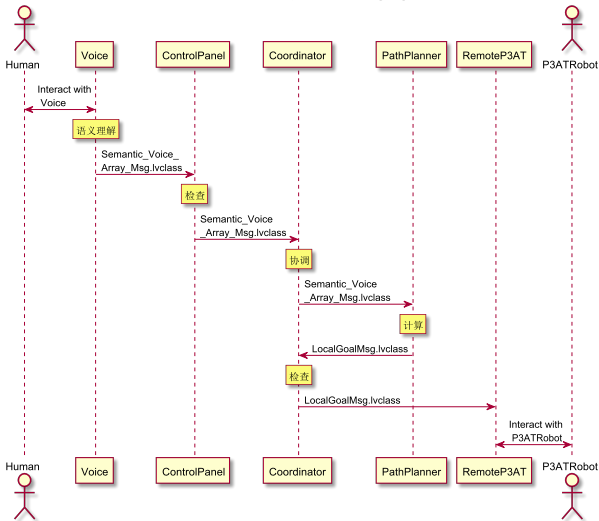 Human
Voice
ControlPanel
Coordinator
PathPlanner
RemoteP3AT
P3ATRobot
Interact with
Voice
语义理解
Semantic_Voice_
Array_Msg.lvclass
检查
Semantic_Voice
_Array_Msg.lvclass
协调
Semantic_Voice
_Array_Msg.lvclass
计算
LocalGoalMsg.lvclass
检查
LocalGoalMsg.lvclass
Interact with
P3ATRobot
Human
Voice
ControlPanel
Coordinator
PathPlanner
RemoteP3AT
P3ATRobot